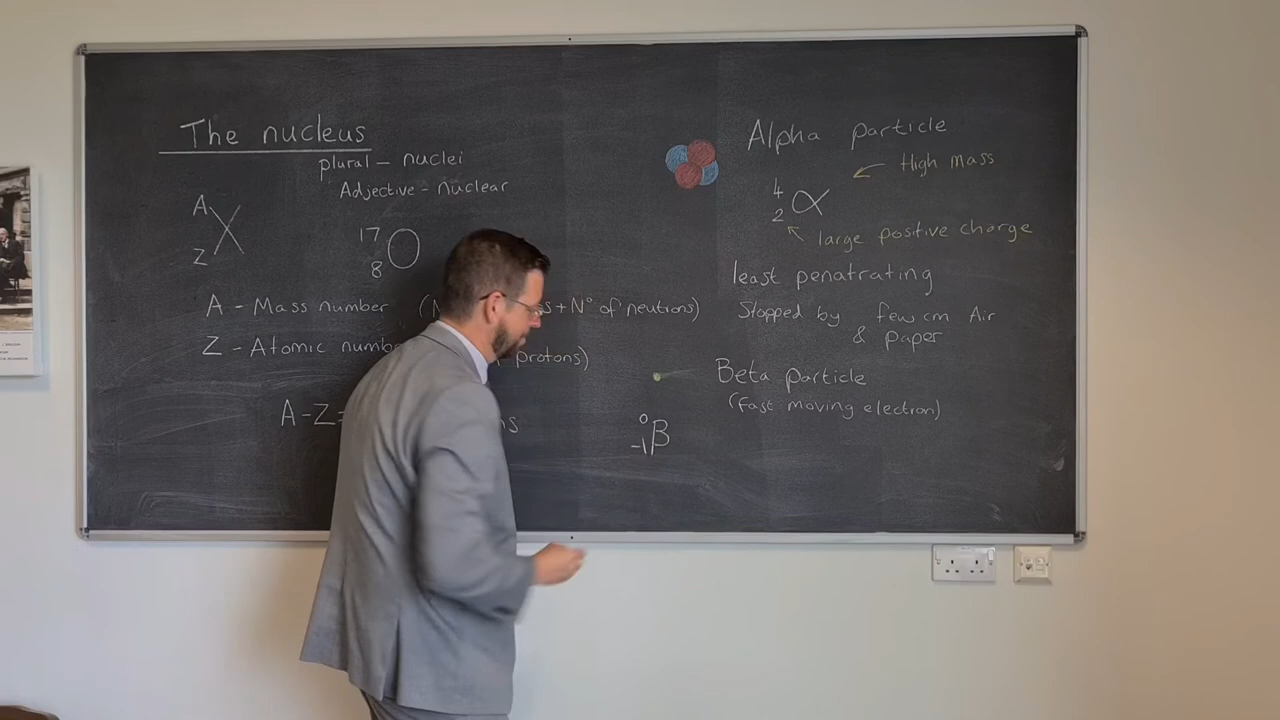 The nucleus
plural – nuclei
Adjective - nuclear
A
X
Z
17
O
8
A - Mass number ( s + Nº of neutrons)
Z - Atomic protons)
A-Z=
Alpha particle
High mass
4
α
2
large positive charge
least penatrating
Stopped by few cm Air
& paper
Beta particle
(fast moving electron)
0
β
-1